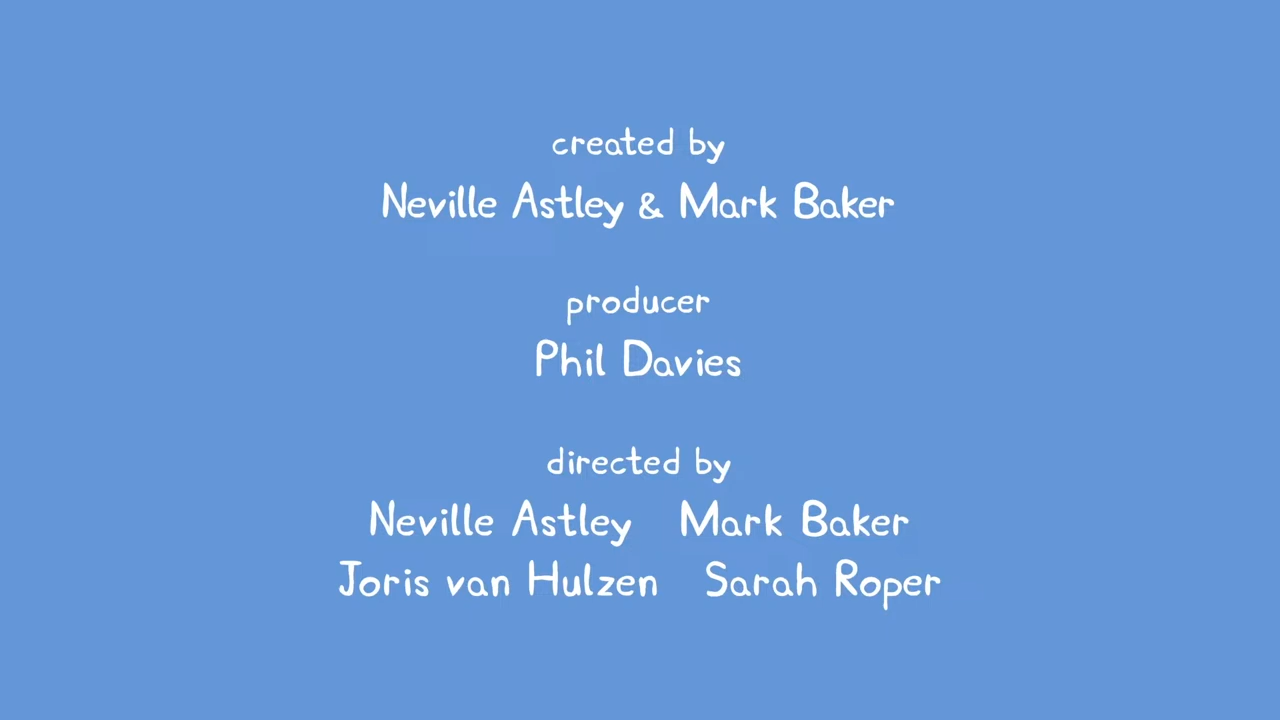 created by
Neville Astley & Mark Baker
producer
Phil Davies
directed by
Neville Astley Mark Baker
Joris van Hulzen Sarah Roper